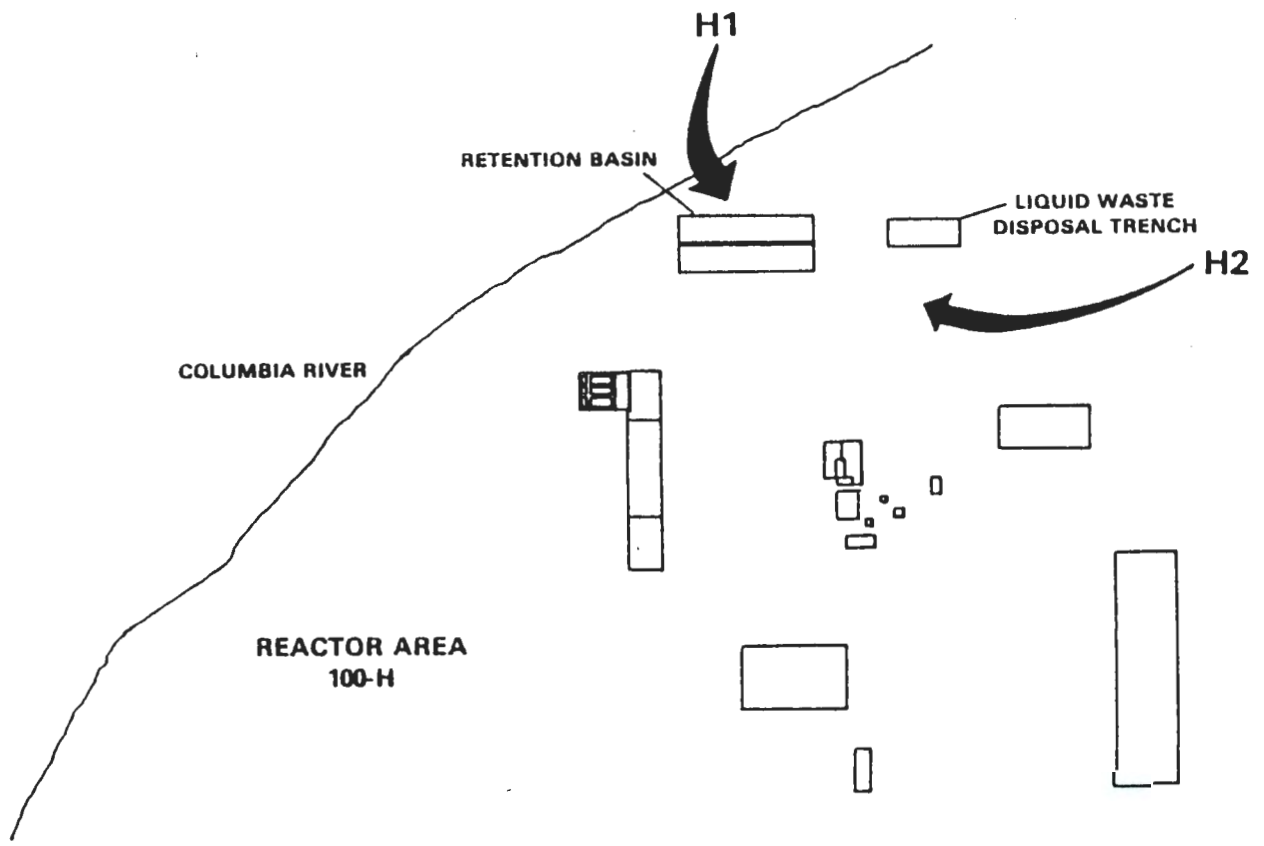 H1
RETENTION BASIN
LIQUID WASTE
DISPOSAL TRENCH
H2
COLUMBIA RIVER
REACTOR AREA
100-H